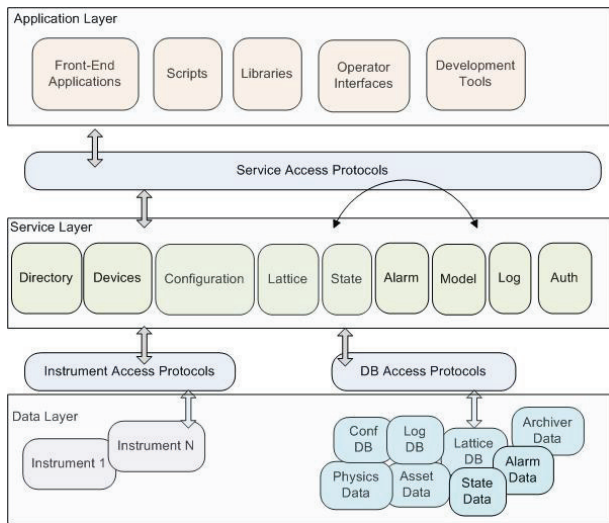 Application Layer
Front-End
Applications
Scripts
Libraries
Operator
Interfaces
Development
Tools
Service Access Protocols
Service Layer
Directory
Devices
Configuration
Lattice
State
Alarm
Model
Log
Auth
Instrument Access Protocols
DB Access Protocols
Data Layer
Instrument 1
Instrument N
Conf
DB
Log
DB
Lattice
DB
Archiver
Data
Physics
Data
Asset
Data
State
Data
Alarm
Data